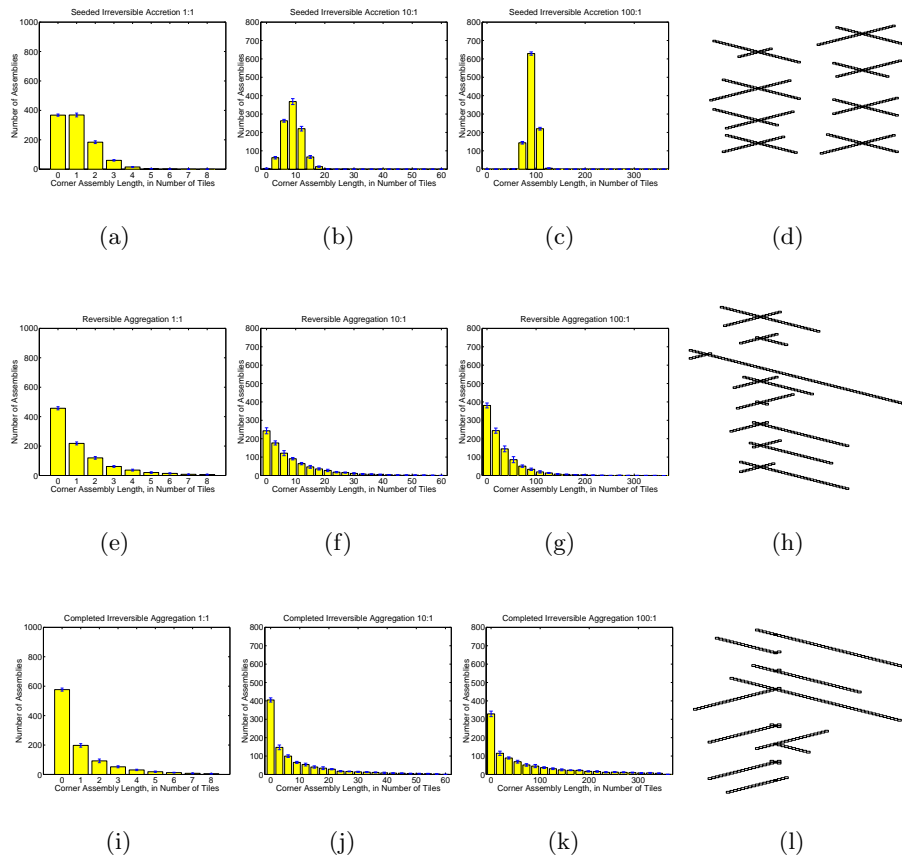 Seeded Irreversible Accretion 1:1
Number of Assemblies
1000
800
600
400
200
0
0 1 2 3 4 5 6 7 8
Corner Assembly Length, in Number of Tiles
(a)
Seeded Irreversible Accretion 10:1
Number of Assemblies
800
700
600
500
400
300
200
100
0
0 10 20 30 40 50 60
Corner Assembly Length, in Number of Tiles
(b)
Seeded Irreversible Accretion 100:1
Number of Assemblies
800
700
600
500
400
300
200
100
0
0 100 200 300
Corner Assembly Length, in Number of Tiles
(c)
(d)
Reversible Aggregation 1:1
Number of Assemblies
1000
800
600
400
200
0
0 1 2 3 4 5 6 7 8
Corner Assembly Length, in Number of Tiles
(e)
Reversible Aggregation 10:1
Number of Assemblies
800
700
600
500
400
300
200
100
0
0 10 20 30 40 50 60
Corner Assembly Length, in Number of Tiles
(f)
Reversible Aggregation 100:1
Number of Assemblies
800
700
600
500
400
300
200
100
0
0 100 200 300
Corner Assembly Length, in Number of Tiles
(g)
(h)
Completed Irreversible Aggregation 1:1
Number of Assemblies
1000
800
600
400
200
0
0 1 2 3 4 5 6 7 8
Corner Assembly Length, in Number of Tiles
(i)
Completed Irreversible Aggregation 10:1
Number of Assemblies
800
700
600
500
400
300
200
100
0
0 10 20 30 40 50 60
Corner Assembly Length, in Number of Tiles
(j)
Completed Irreversible Aggregation 100:1
Number of Assemblies
800
700
600
500
400
300
200
100
0
0 100 200 300
Corner Assembly Length, in Number of Tiles
(k)
(l)